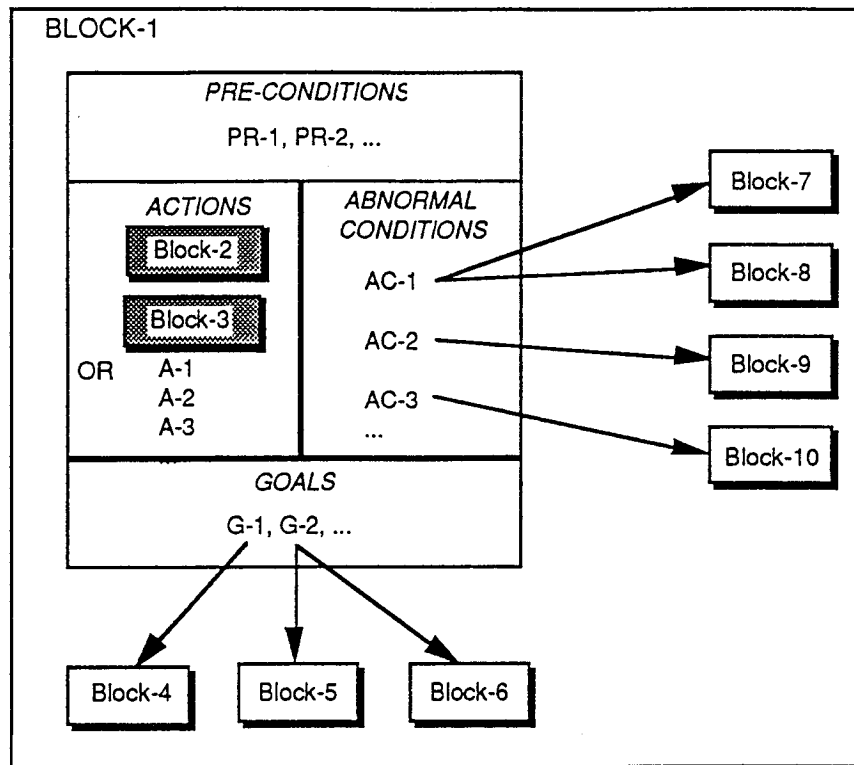 BLOCK-1
PRE-CONDITIONS
PR-1, PR-2, ...
ACTIONS
Block-2
Block-3
OR
A-1
A-2
A-3
ABNORMAL
CONDITIONS
AC-1
AC-2
AC-3
...
Block-7
Block-8
Block-9
Block-10
GOALS
G-1, G-2, ...
Block-4
Block-5
Block-6